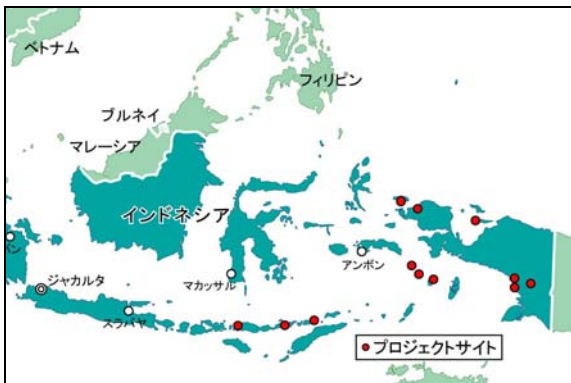 ベトナム
フィリピン
ブルネイ
マレーシア
インドネシア
アンボン
ジャカルタ
マカッサル
スラバヤ
プロジェクトサイト